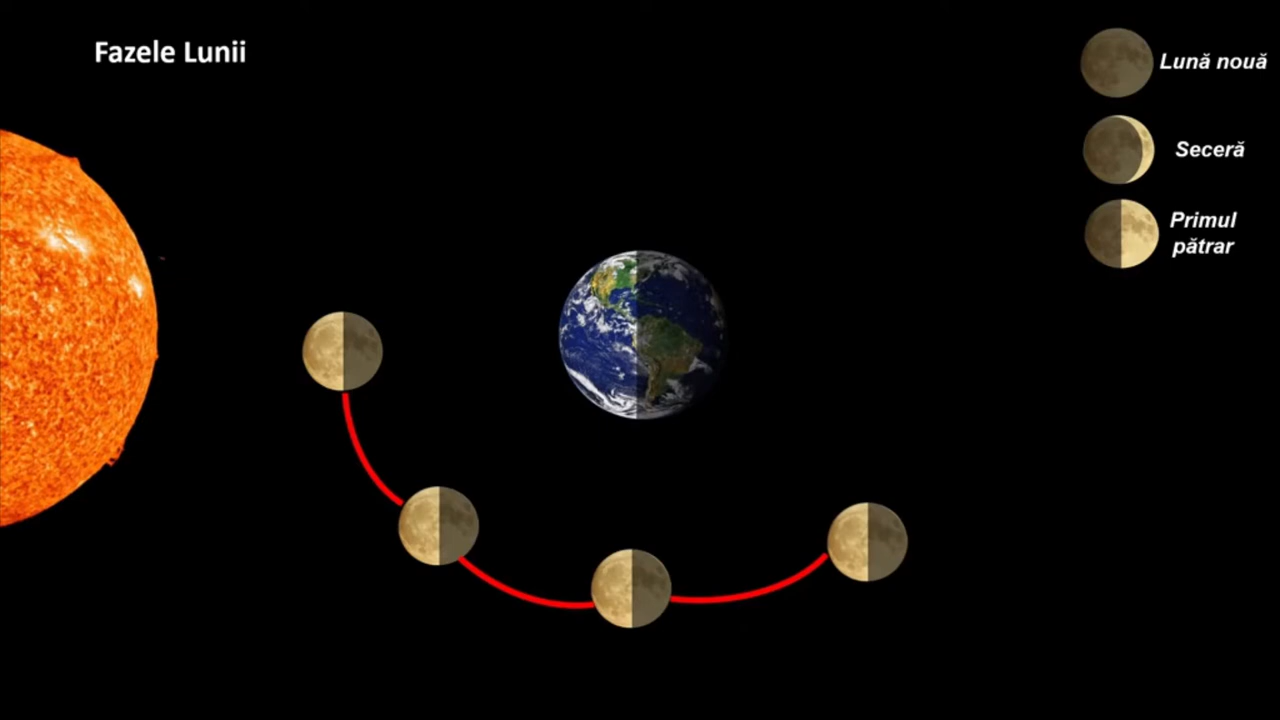 Fazele Lunii
Lună nouă
Seceră
Primul
pătrar